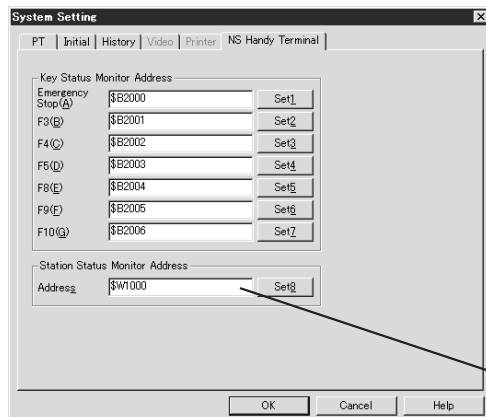 System Setting
PT Initial History Video Printer NS Handy Terminal
Key Status Monitor Address
Emergency Stop(A) $B2000 Set1
F3(B) $B2001 Set2
F4(C) $B2002 Set3
F5(D) $B2003 Set4
F8(E) $B2004 Set5
F9(F) $B2005 Set6
F10(G) $B2006 Set7
Station Status Monitor Address
Address $W1000 Set8
OK Cancel Help